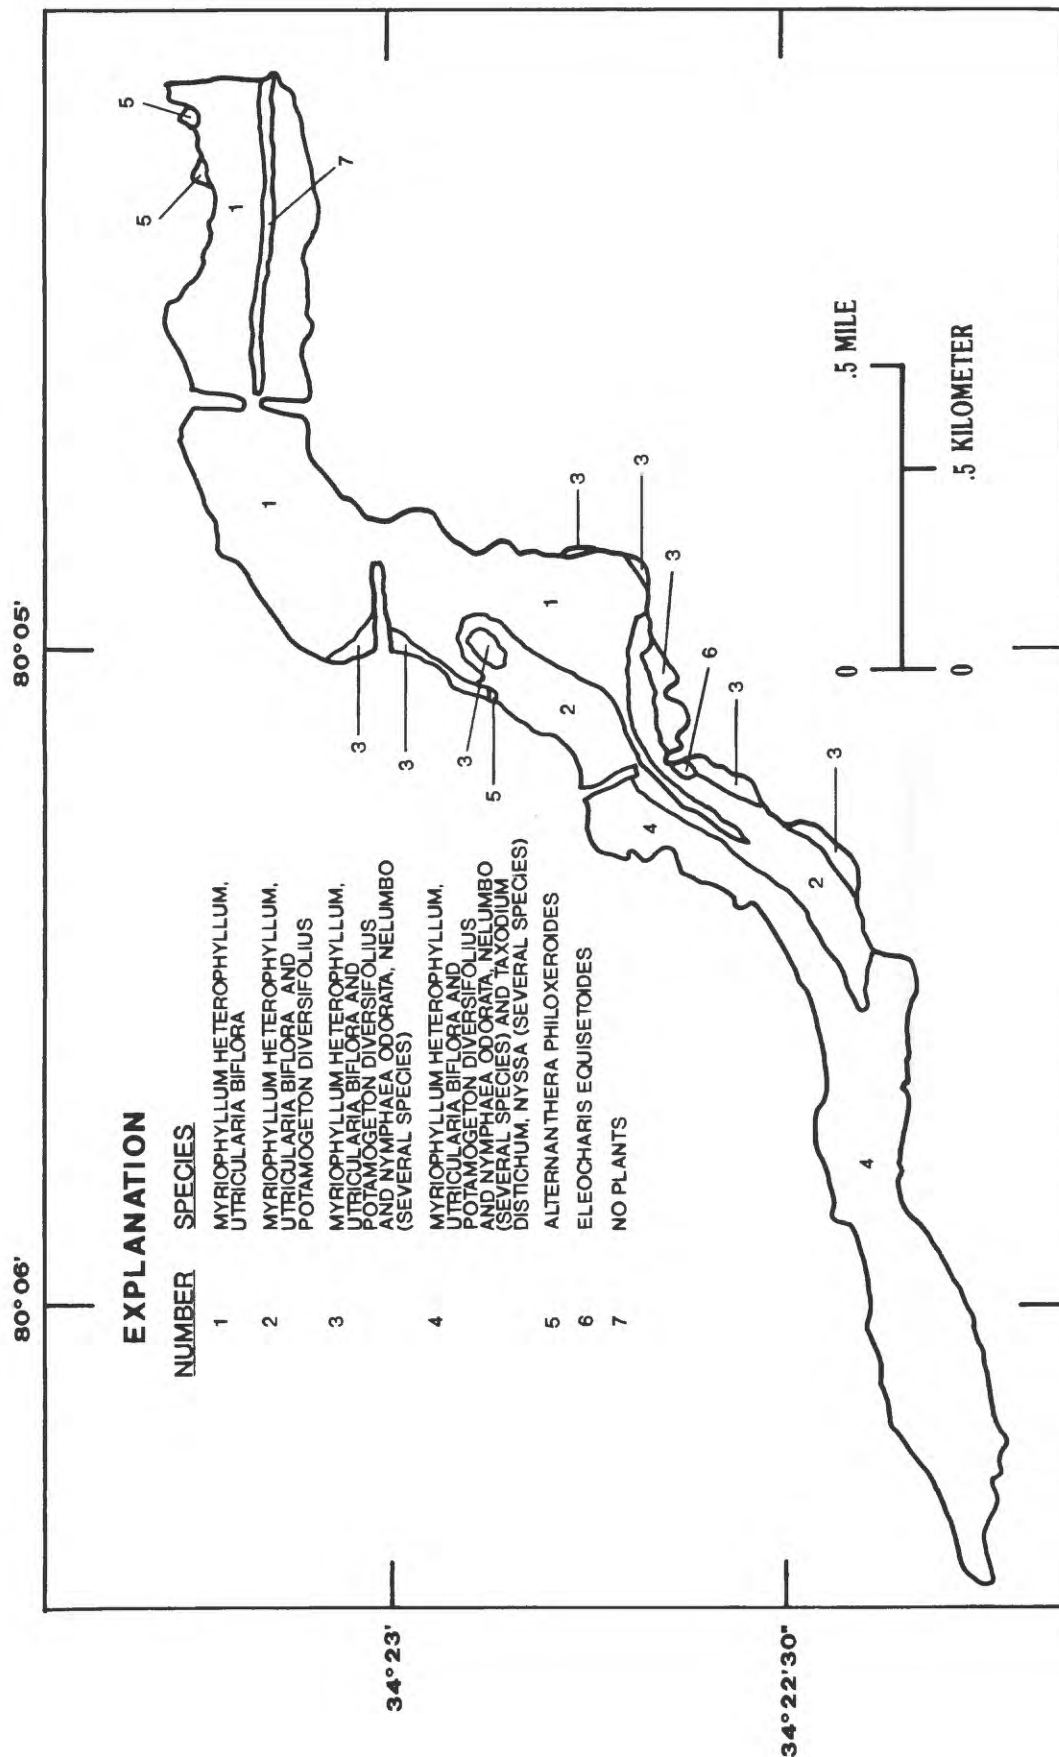 80°06'
80°05'
34°23'
34°22'30"
EXPLANATION
NUMBER SPECIES
1 MYRIOPHYLLUM HETEROPHYLLUM,
UTRICULARIA BIFLORA
2 MYRIOPHYLLUM HETEROPHYLLUM,
UTRICULARIA BIFLORA AND
POTAMOGETON DIVERSIFOLIUS
3 MYRIOPHYLLUM HETEROPHYLLUM,
UTRICULARIA BIFLORA AND
POTAMOGETON DIVERSIFOLIUS
AND NYMPHAEA ODORATA, NELUMBO
(SEVERAL SPECIES)
4 MYRIOPHYLLUM HETEROPHYLLUM,
UTRICULARIA BIFLORA AND
POTAMOGETON DIVERSIFOLIUS
AND NYMPHAEA ODORATA, NELUMBO
(SEVERAL SPECIES) AND TAXODIUM
DISTICHUM, NYSSA (SEVERAL SPECIES)
5 ALTERNANTHERA PHILOXEROIDES
6 ELEOCHARIS EQUISETOIDES
7 NO PLANTS
5
5
1
7
1
3
3
3
5
1
2
3
3
3
6
3
3
4
2
4
0 .5 MILE
0 .5 KILOMETER